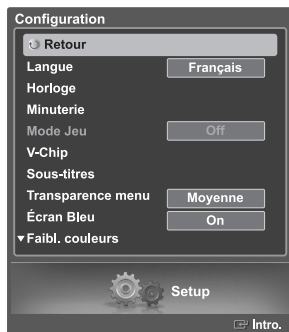 Configuration
Retour
Langue Français
Horloge
Minuterie
Mode Jeu Off
V-Chip
Sous-titres
Transparence menu Moyenne
Écran Bleu On
▼Faibl. couleurs
Setup
Intro.